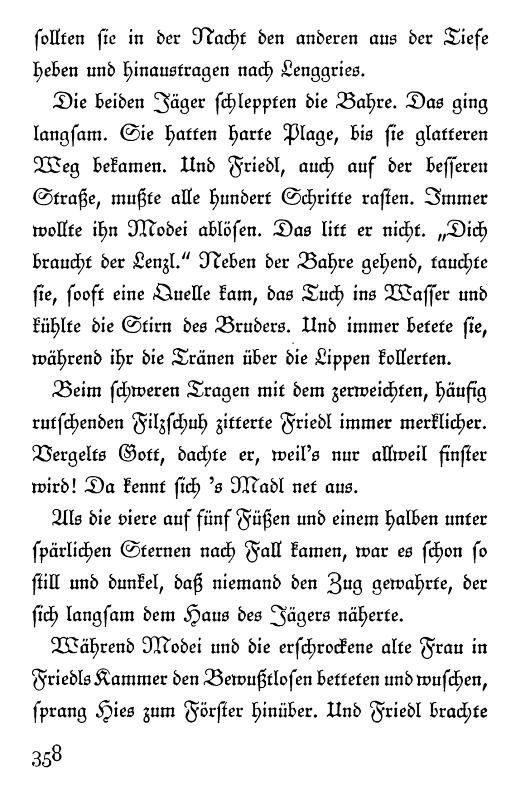 sollten sie in der Nacht den anderen aus der Tiefe
heben und hinaustragen nach Lenggries.
Die beiden Jäger schleppten die Bahre. Das ging
langsam. Sie hatten harte Plage, bis sie glatteren
Weg bekamen. Und Friedl, auch auf der besseren
Straße, mußte alle hundert Schritte rasten. Immer
wollte ihn Modei ablösen. Das litt er nicht. „Dich
braucht der Lenzl.“ Neben der Bahre gehend, tauchte
sie, sooft eine Quelle kam, das Tuch ins Wasser und
kühlte die Stirn des Bruders. Und immer betete sie,
während ihr die Tränen über die Lippen kollerten.
Beim schweren Tragen mit dem zerweichten, häufig
rutschenden Filzschuh zitterte Friedl immer merklicher.
Vergelts Gott, dachte er, weil's nur allweil finster
wird! Da kennt sich 's Madl net aus.
Als die viere auf fünf Füßen und einem halben unter
spärlichen Sternen nach Fall kamen, war es schon so
still und dunkel, daß niemand den Zug gewahrte, der
sich langsam dem Haus des Jägers näherte.
Während Modei und die erschrockene alte Frau in
Friedls Kammer den Bewußtlosen betteten und wuschen,
sprang Hies zum Förster hinüber. Und Friedl brachte
358